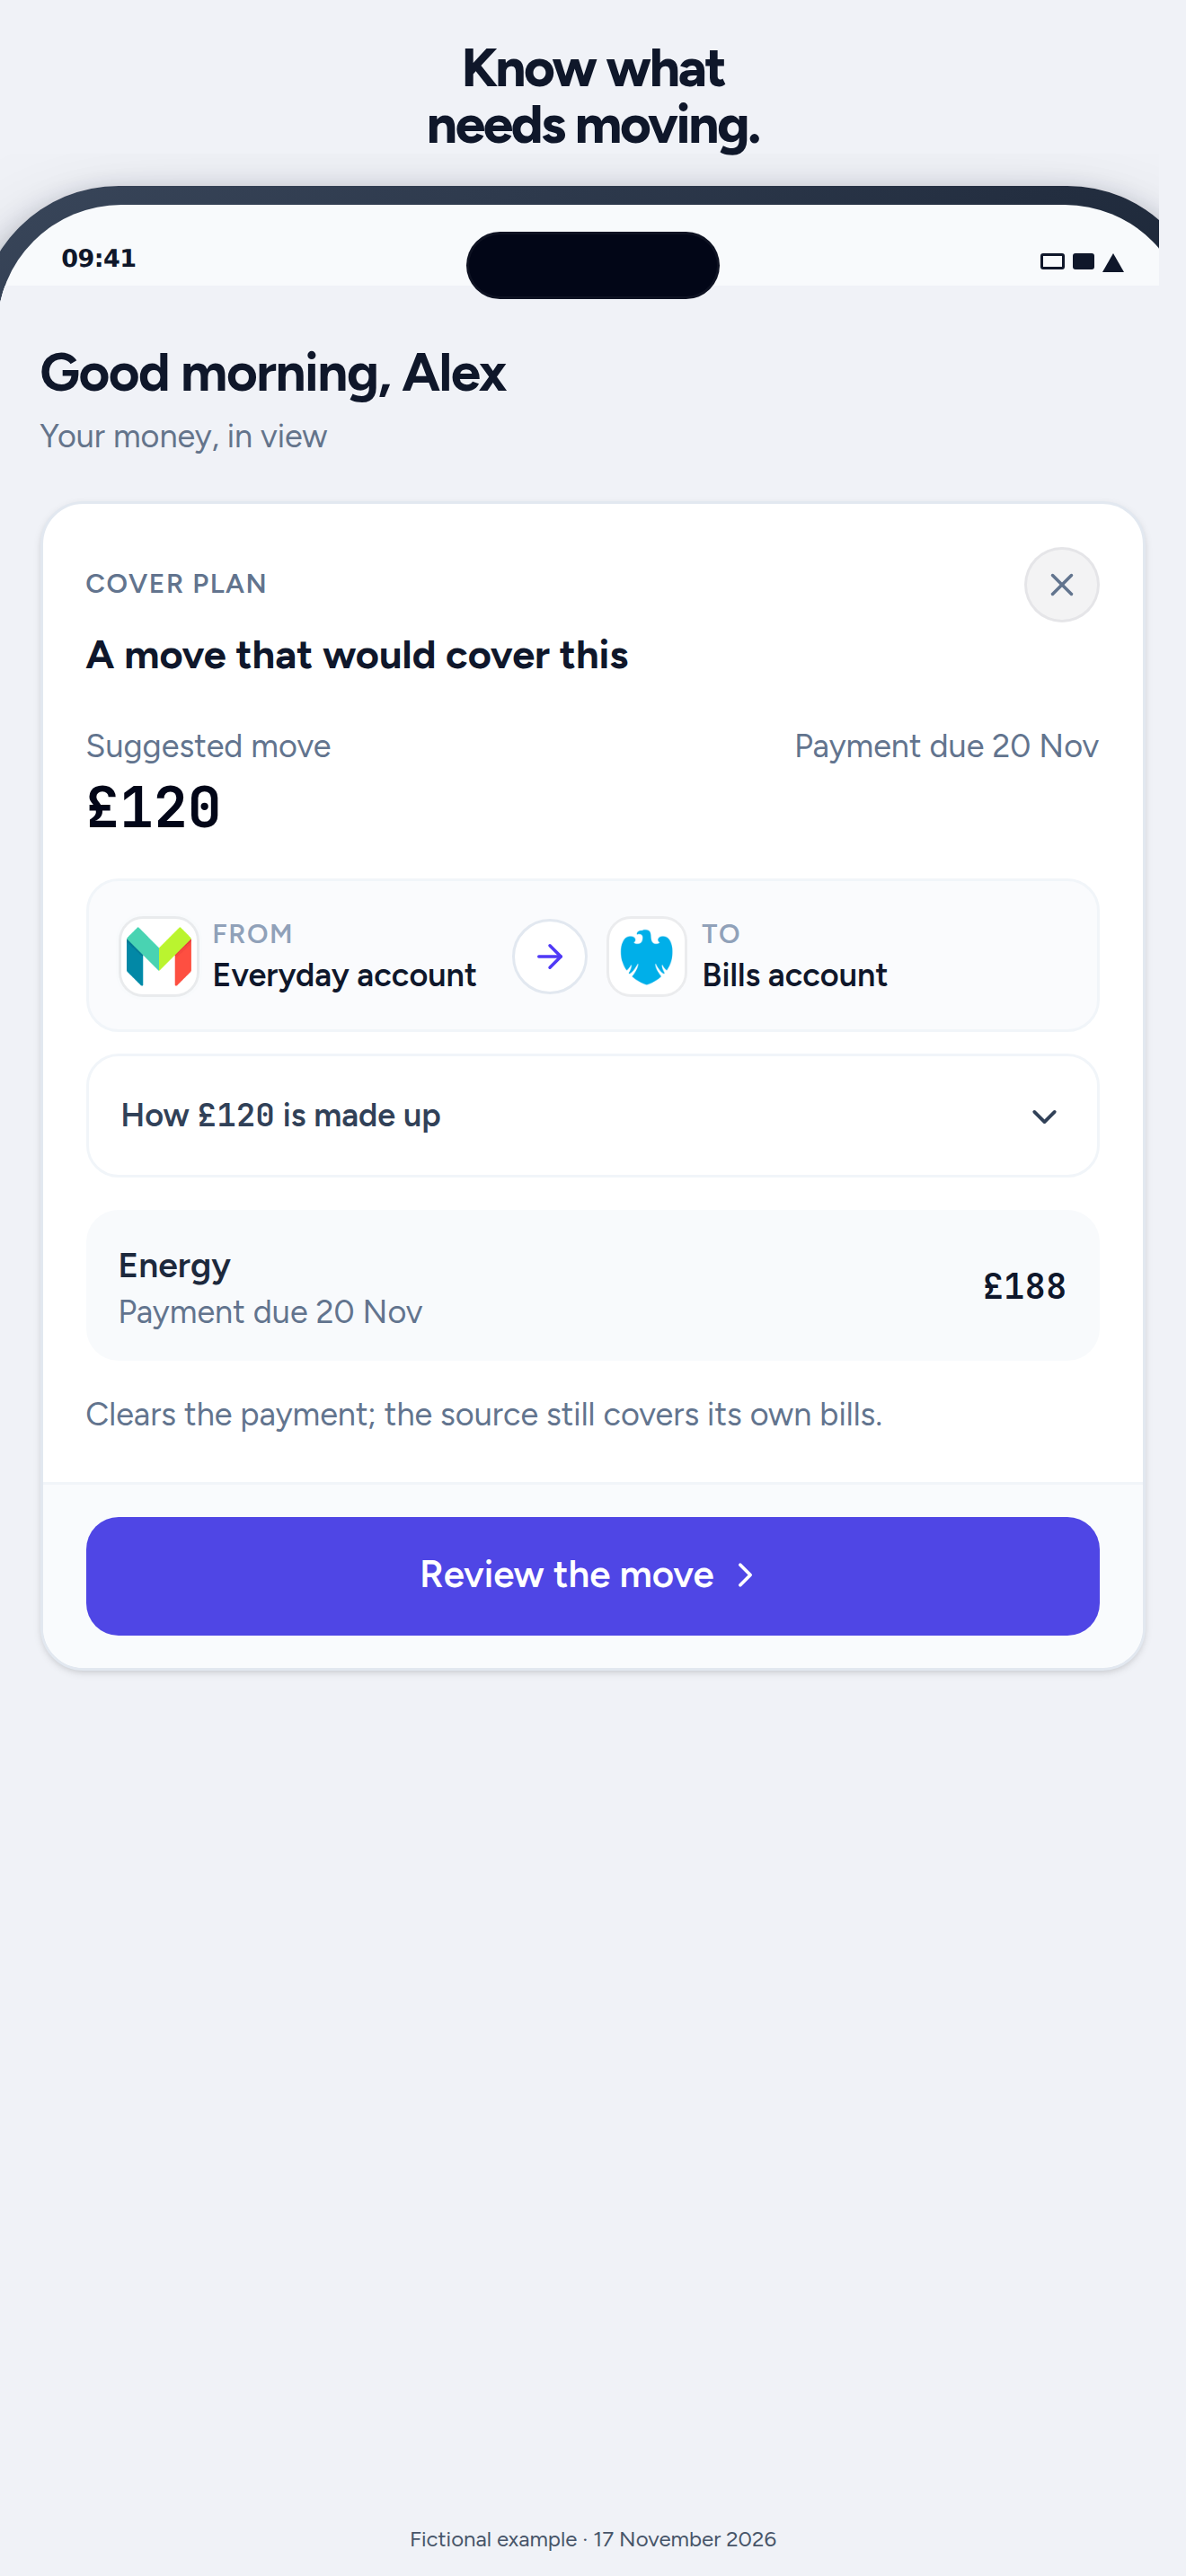 Know what
needs moving.
09:41
Good morning, Alex
Your money, in view
COVER PLAN
A move that would cover this
Suggested move
Payment due 20 Nov
£120
FROM
Everyday account
TO
Bills account
How £120 is made up
Energy
Payment due 20 Nov
£188
Clears the payment; the source still covers its own bills.
Review the move
Fictional example · 17 November 2026